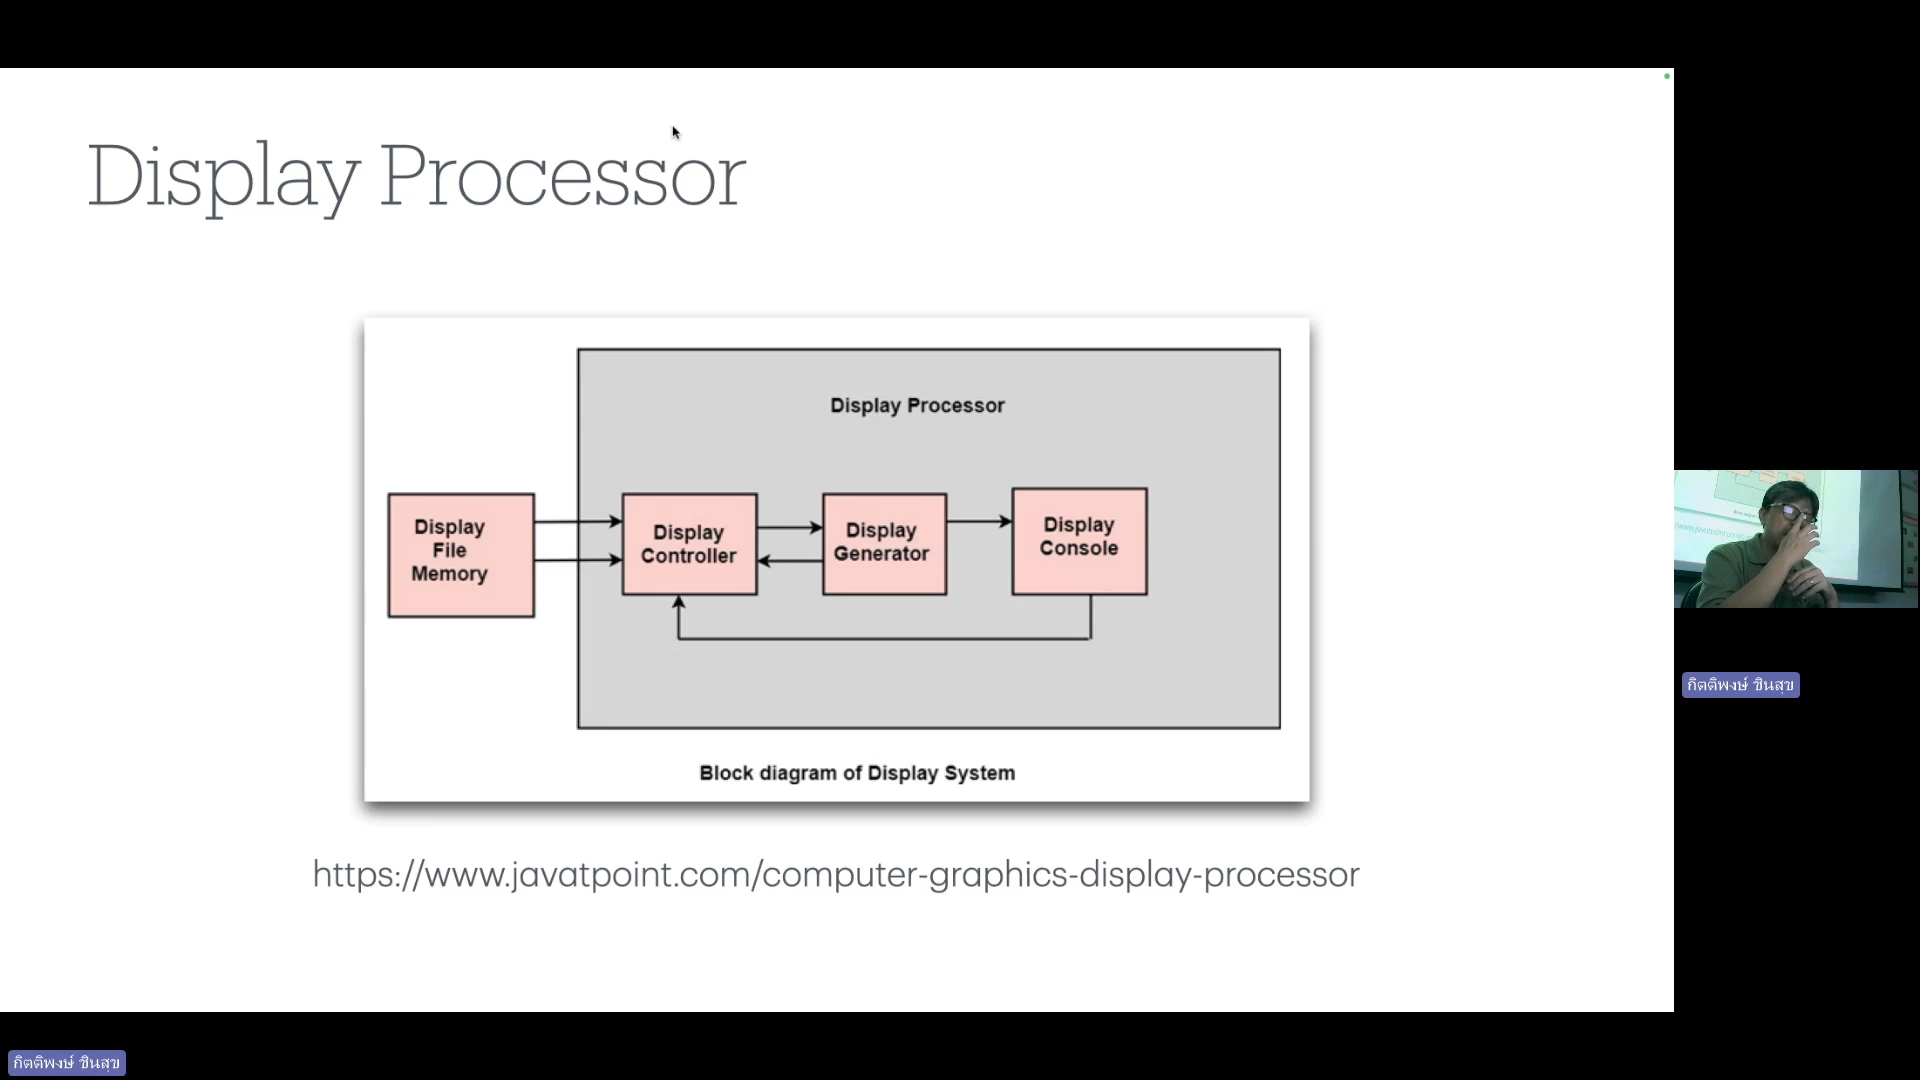 Display Processor
Display Processor
Display
File
Memory
Display
Controller
Display
Generator
Display
Console
Block diagram of Display System
https://www.javatpoint.com/computer-graphics-display-processor
กิตติพงษ์ ชินสุข
กิตติพงษ์ ชินสุข